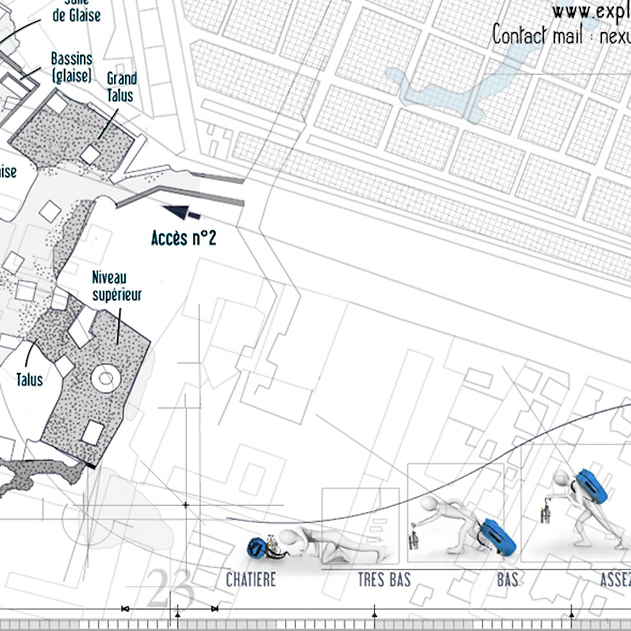 Salle
de Glaise
www.expl
Contact mail : nexu
Bassins
(glaise)
Grand
Talus
aise
Accès n°2
Niveau
supérieur
Talus
23
CHATIERE
TRES BAS
BAS
ASSEZ